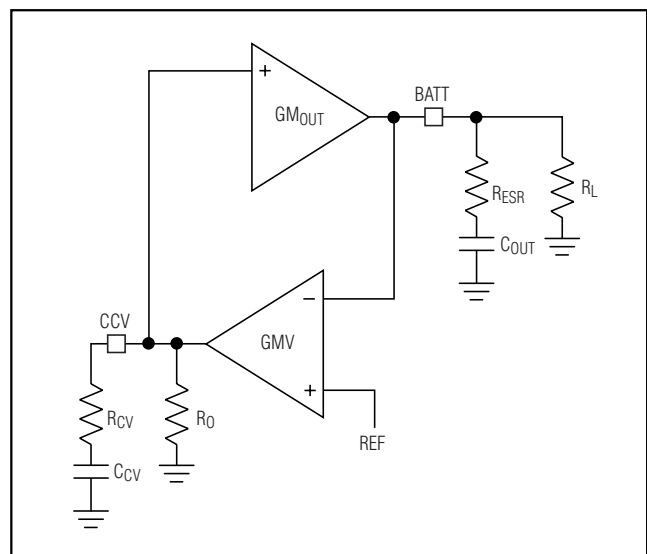 +
GMOUT
BATT
RESR
RL
COUT
−
CCV
GMV
+
RCV
RO
REF
CCV